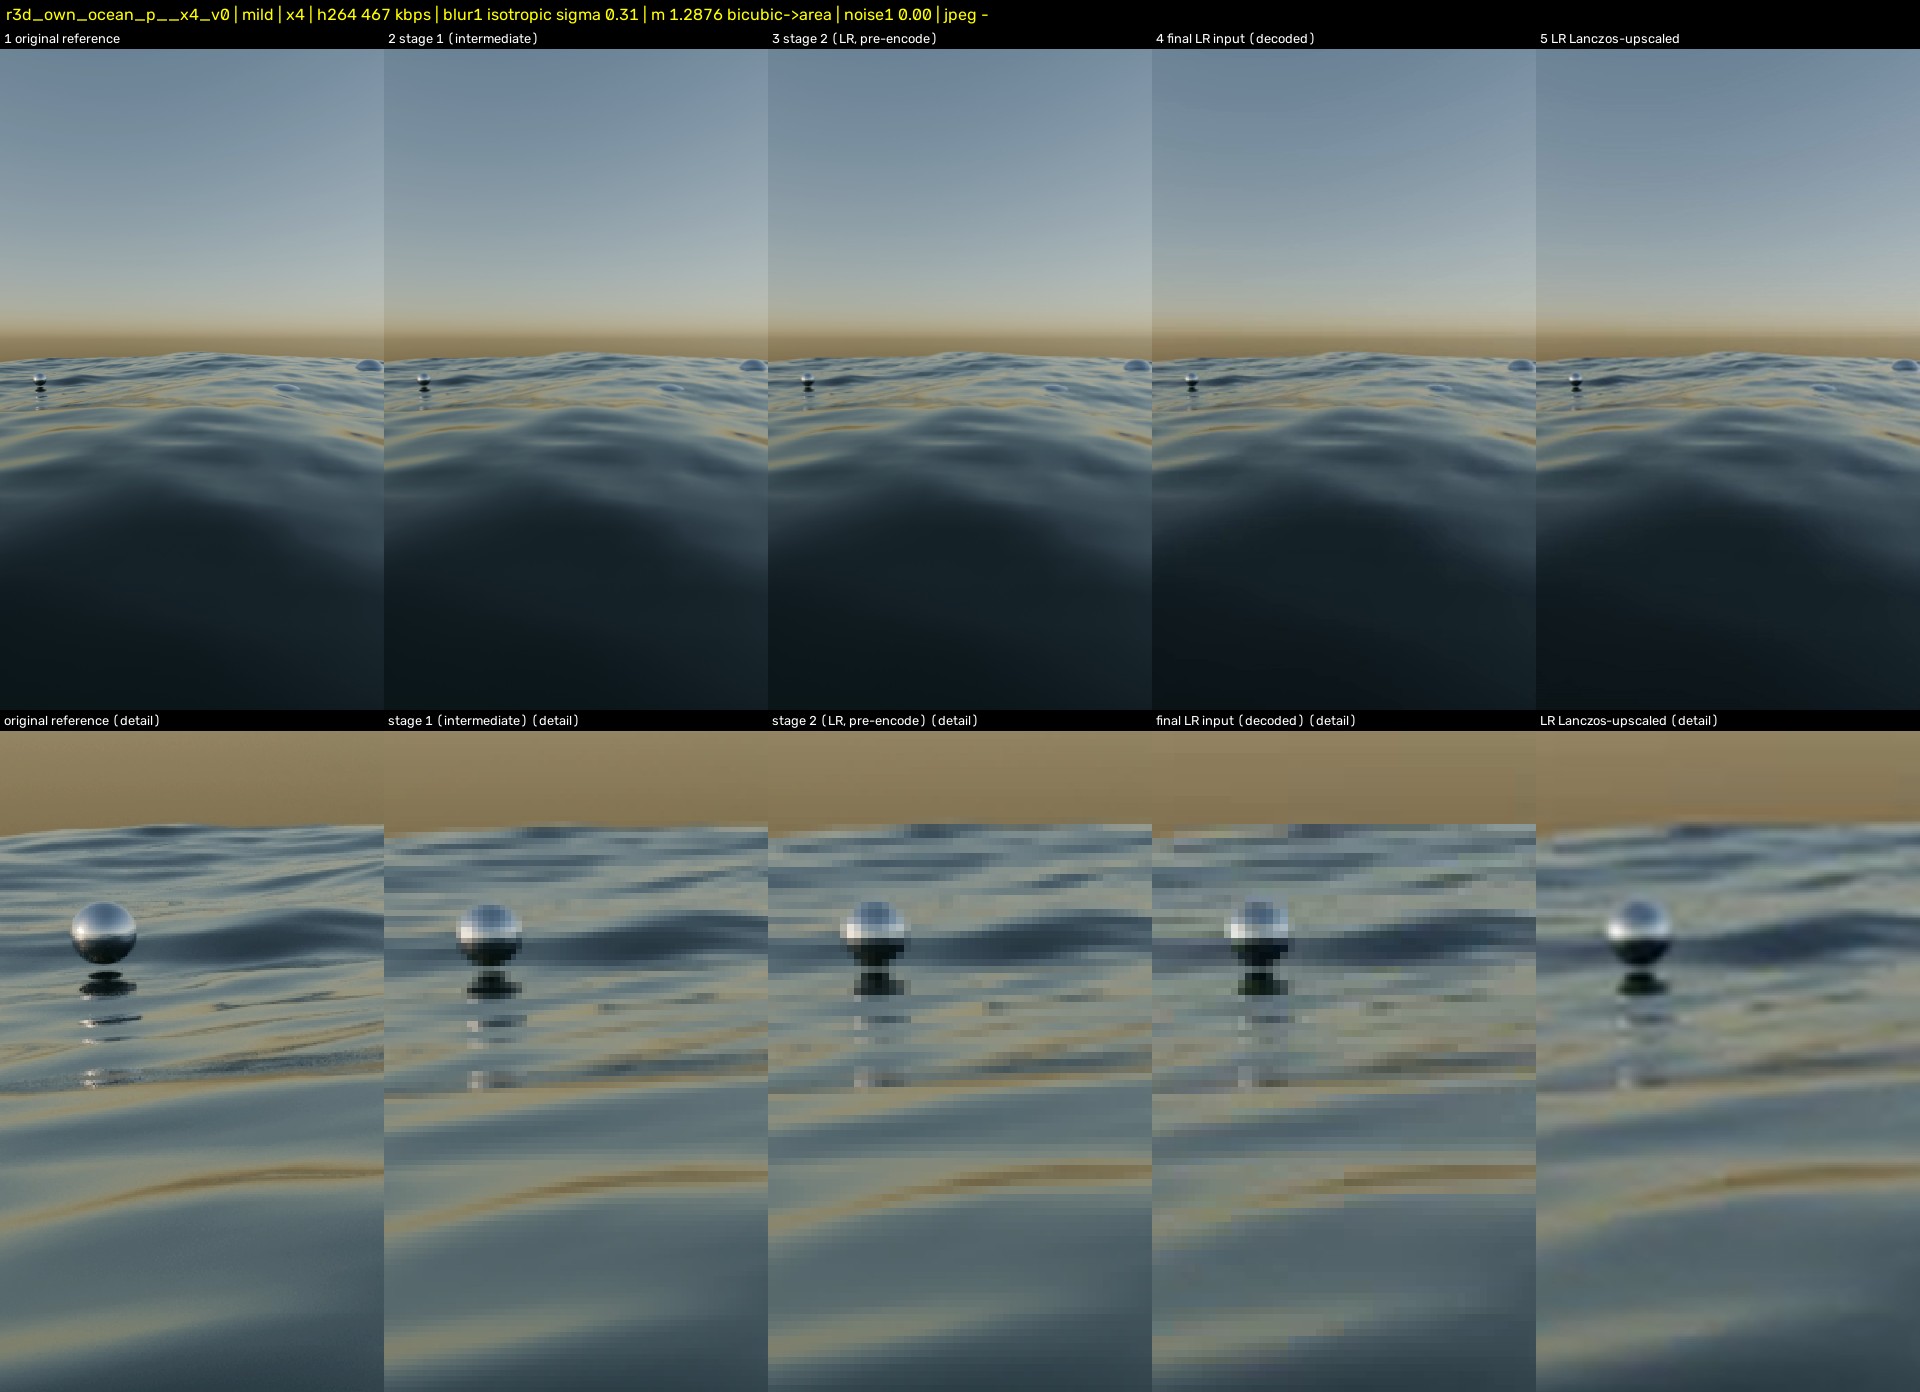 r3d_own_ocean_p__x4_v0 | mild | x4 | h264 467 kbps | blur1 isotropic sigma 0.31 | m 1.2876 bicubic->area | noise1 0.00 | jpeg -
1 original reference
2 stage 1 (intermediate)
3 stage 2 (LR, pre-encode)
4 final LR input (decoded)
5 LR Lanczos-upscaled
original reference (detail)
stage 1 (intermediate) (detail)
stage 2 (LR, pre-encode) (detail)
final LR input (decoded) (detail)
LR Lanczos-upscaled (detail)